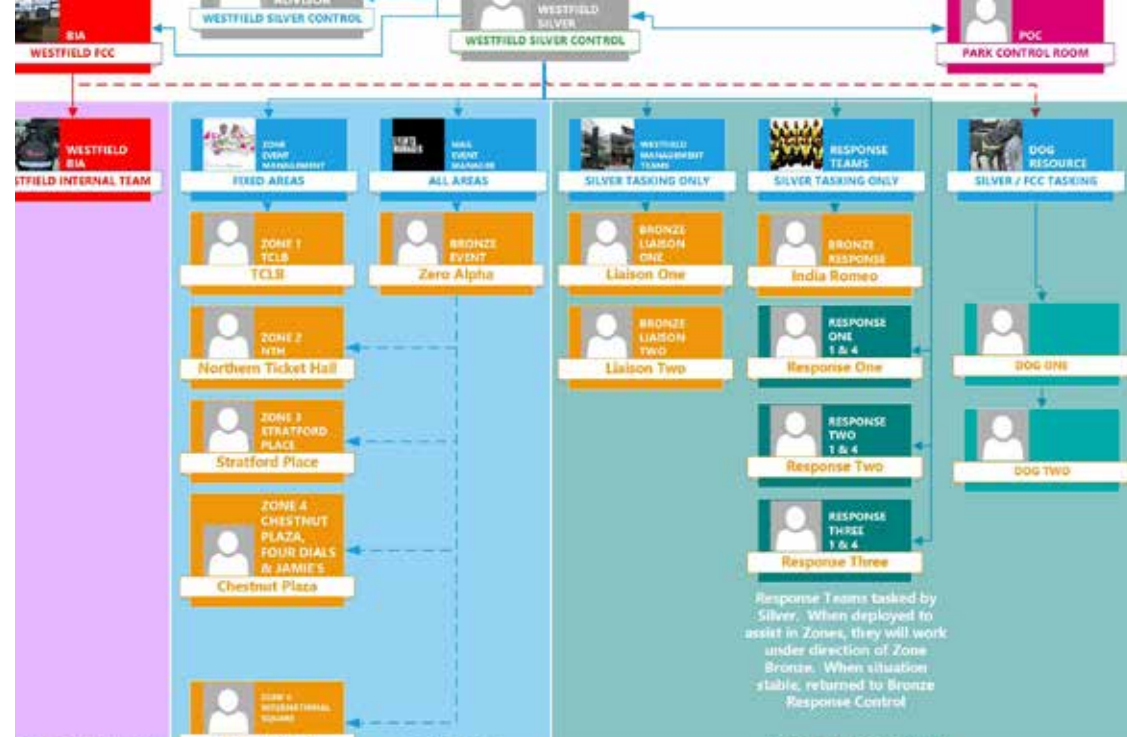 ADVISOR
WESTFIELD SILVER CONTROL
BIA
WESTFIELD FCC
WESTFIELD
SILVER
WESTFIELD SILVER CONTROL
POC
PARK CONTROL ROOM
WESTFIELD
BIA
STFIELD INTERNAL TEAM
ZONE
EVENT
MANAGEMENT
FIXED AREAS
EVENT
MANAGER
ALL AREAS
WESTFIELD
MANAGEMENT
TEAMS
SILVER TASKING ONLY
RESPONSE
TEAMS
SILVER TASKING ONLY
DOG
RESOURCE
SILVER / FCC TASKING
ZONE 1
TCLB
TCLB
BRONZE
EVENT
Zero Alpha
BRONZE
LIAISON
ONE
Liaison One
BRONZE
RESPONSE
India Romeo
ZONE 2
NTH
Northern Ticket Hall
BRONZE
LIAISON
TWO
Liaison Two
RESPONSE
ONE
1 & 4
Response One
DOG ONE
ZONE 3
STRATFORD
PLACE
Stratford Place
RESPONSE
TWO
1 & 4
Response Two
DOG TWO
ZONE 4
CHESTNUT
PLAZA,
FOUR DIALS
& JAMIE'S
Chestnut Plaza
RESPONSE
THREE
1 & 4
Response Three
Response Teams tasked by
Silver. When deployed to
assist in Zones, they will work
under direction of Zone
Bronze. When situation
stable, returned to Bronze
Response Control
INTERNATIONAL
SQUARE